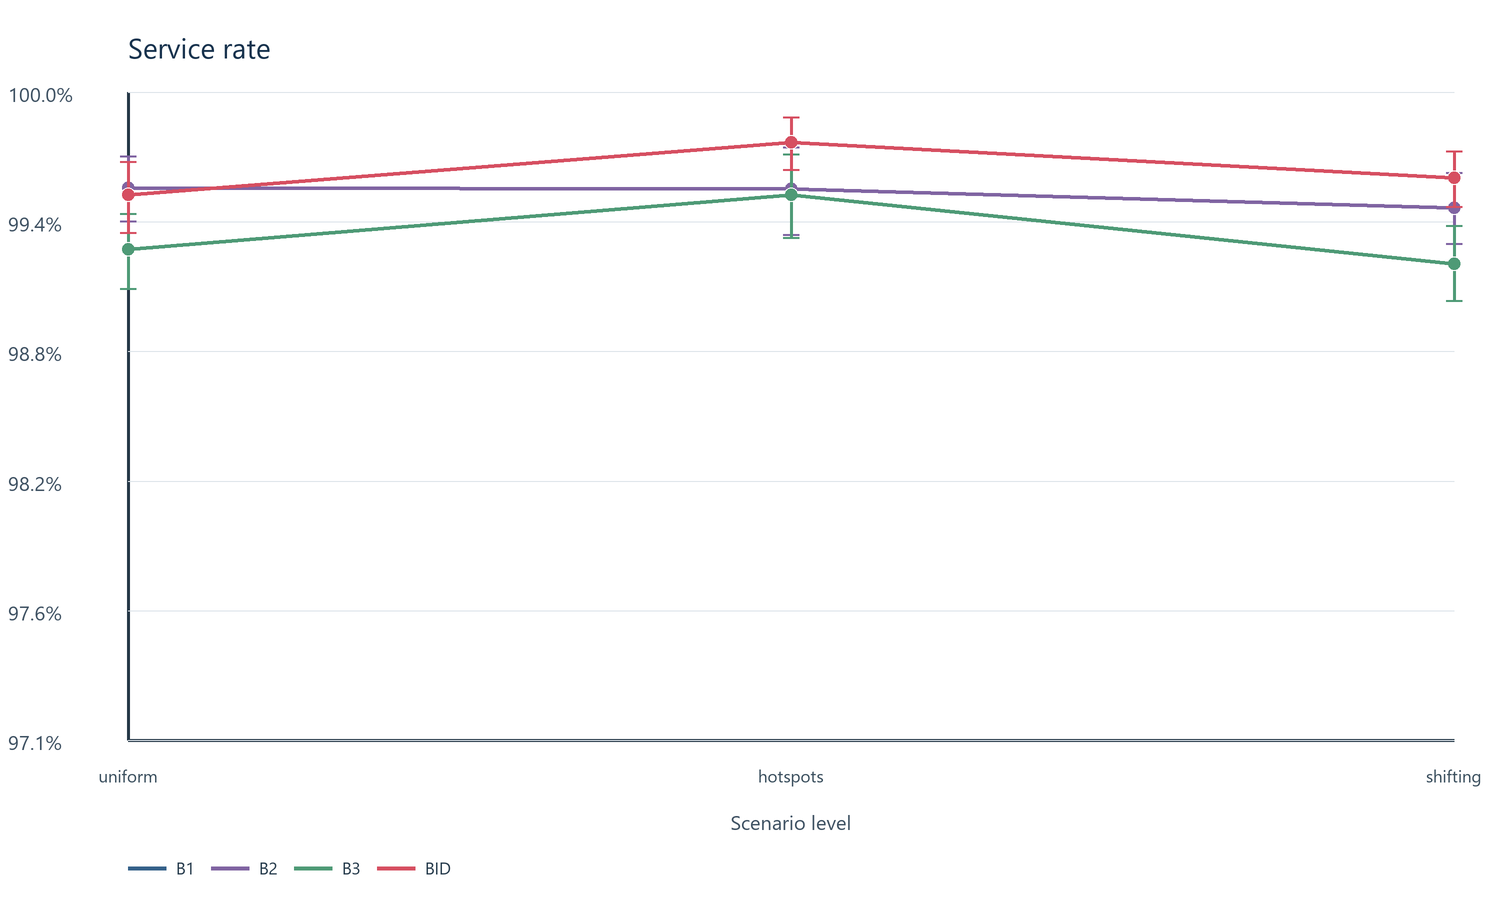 Service rate
100.0%
99.4%
98.8%
98.2%
97.6%
97.1%
uniform hotspots shifting
Scenario level
B1 B2 B3 BID